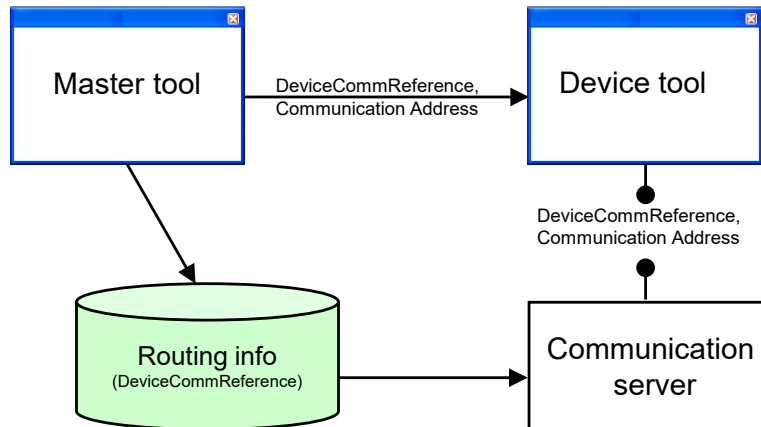 Master tool
DeviceCommReference,
Communication Address
Device tool
DeviceCommReference,
Communication Address
Routing info
(DeviceCommReference)
Communication
server